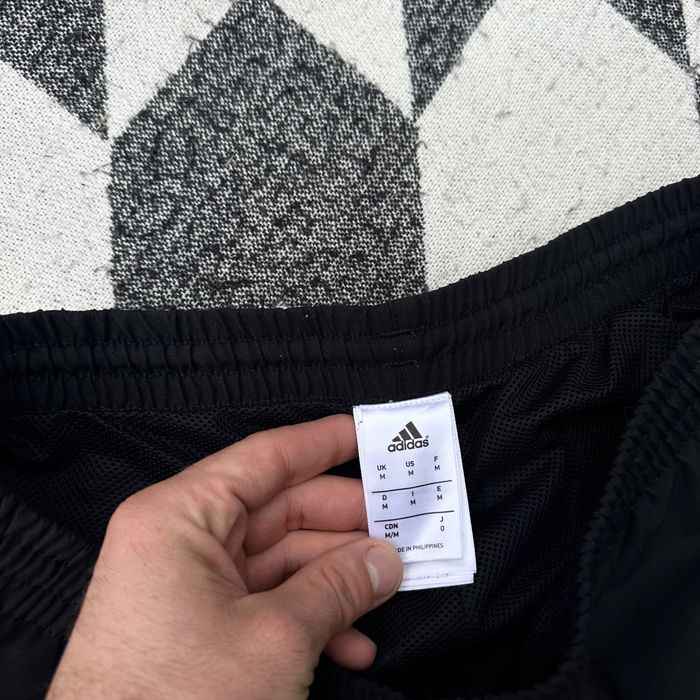 adidas
UK US F
M M M
D I E
M M M
CDN J
M/M O
DE IN PHILIPPINES